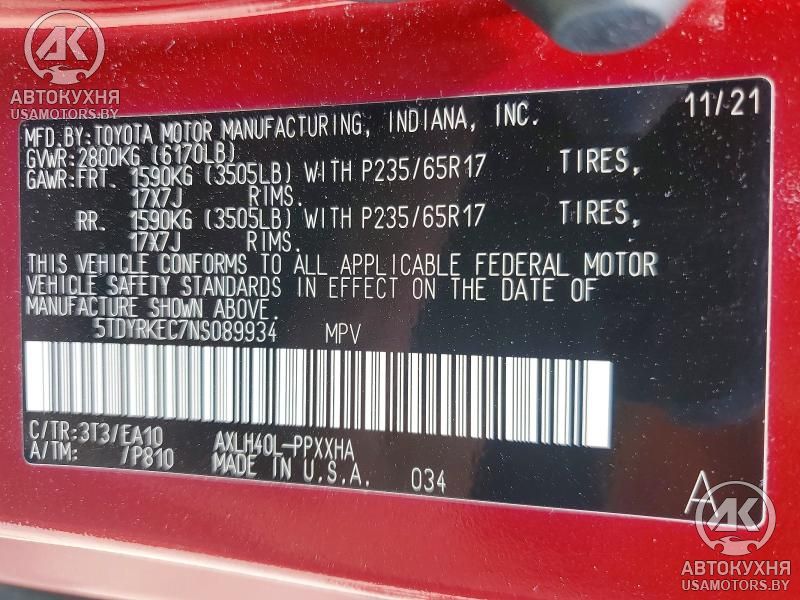 AK
АВТОКУХНЯ
USAMOTORS.BY
11/21
MFD.BY:TOYOTA MOTOR MANUFACTURING, INDIANA, INC.
GVWR:2800KG (6170LB)
GAWR:FRT. 1590KG (3505LB) WITH P235/65R17 TIRES,
17X7J RIMS.
RR. 1590KG (3505LB) WITH P235/65R17 TIRES,
17X7J RIMS.
THIS VEHICLE CONFORMS TO ALL APPLICABLE FEDERAL MOTOR
VEHICLE SAFETY STANDARDS IN EFFECT ON THE DATE OF
MANUFACTURE SHOWN ABOVE.
5TDYRKEC7NS089934 MPV
C/TR:3T3/EA10 AXLH40L-PPXXHA
A/TM: /P810 MADE IN U.S.A. 034
A
AK
АВТОКУХНЯ
USAMOTORS.BY